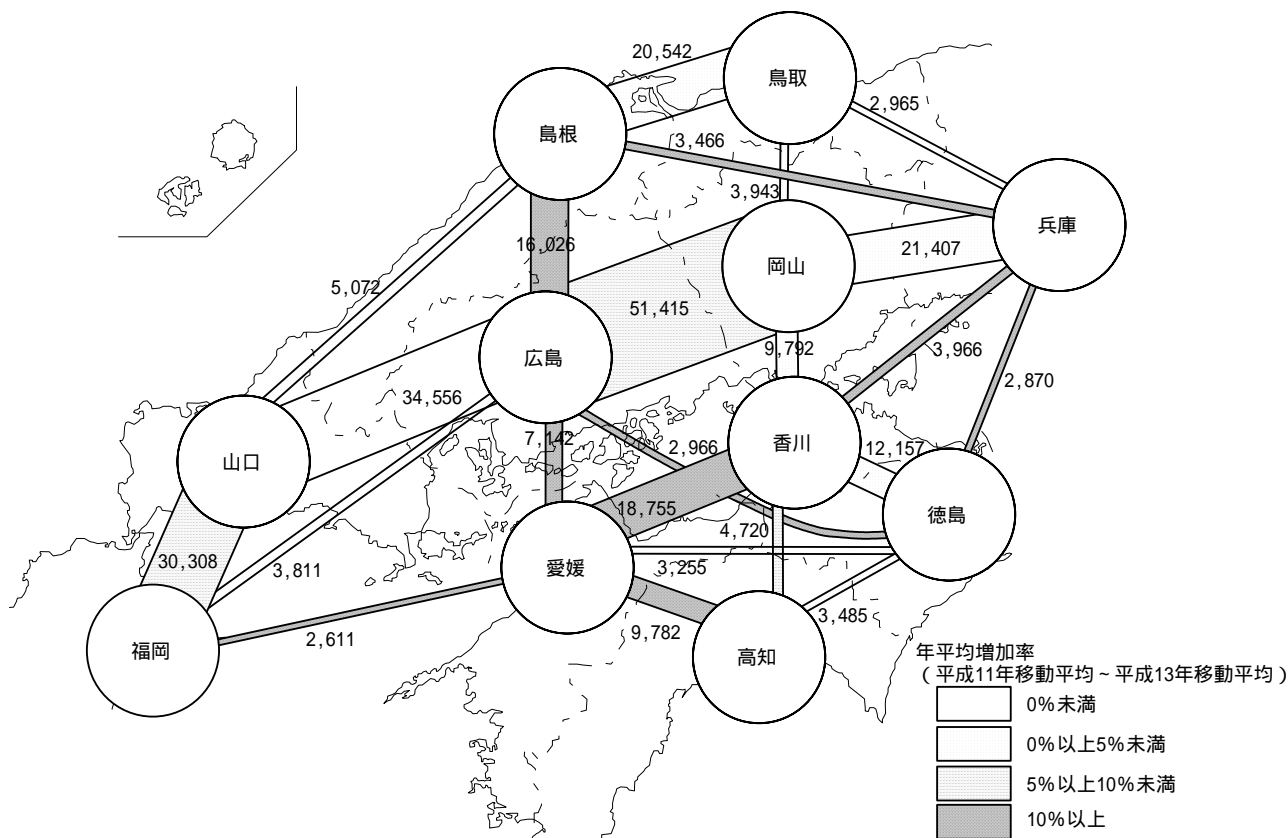 20,542
鳥取
2,965
島根
3,466
3,943
兵庫
16,026
岡山
21,407
5,072
51,415
広島
9,792
3,966
2,870
34,556
7,142
2,966
香川
12,157
山口
18,755
徳島
4,720
30,308
3,811
愛媛
3,255
3,485
2,611
9,782
福岡
高知
年平均増加率
(平成11年移動平均~平成13年移動平均)
0%未満
0%以上5%未満
5%以上10%未満
10%以上